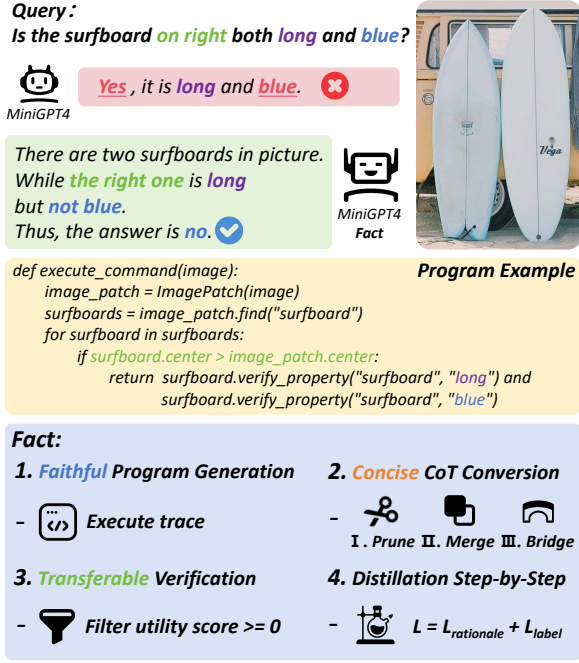 Query:
Is the surfboard on right both long and blue?
MiniGPT4
Yes , it is long and blue.
There are two surfboards in picture.
While the right one is long
but not blue.
Thus, the answer is no.
MiniGPT4
Fact
Vega
Program Example
def execute_command(image):
image_patch = ImagePatch(image)
surfboards = image_patch.find("surfboard")
for surfboard in surfboards:
if surfboard.center > image_patch.center:
return surfboard.verify_property("surfboard", "long") and
surfboard.verify_property("surfboard", "blue")
Fact:
1. Faithful Program Generation
- </> Execute trace
2. Concise CoT Conversion
- Ⅰ. Prune Ⅱ. Merge Ⅲ. Bridge
3. Transferable Verification
- Filter utility score >= 0
4. Distillation Step-by-Step
- L = L_rationale + L_label